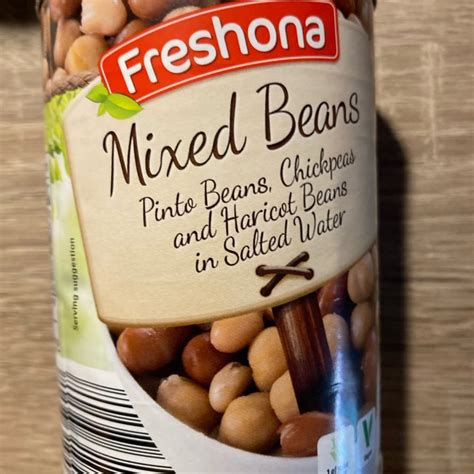 Freshona
Mixed Beans
Pinto Beans, Chickpeas
and Haricot Beans
in Salted Water
Serving suggestion
V